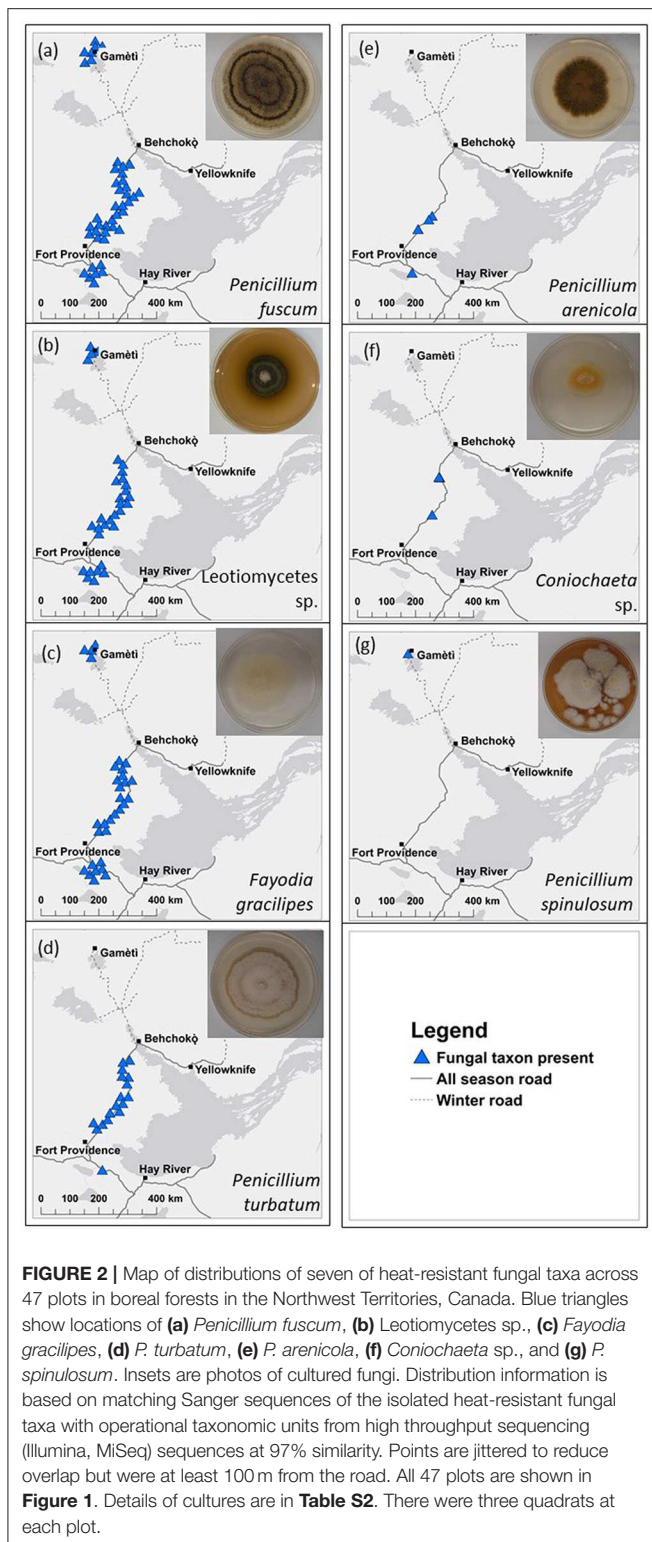 (a)
Gamètì
Behchokǫ̀
Yellowknife
Fort Providence
Hay River
0 100 200 400 km
Penicillium
fuscum
(b)
Gamètì
Behchokǫ̀
Yellowknife
Fort Providence
Hay River
0 100 200 400 km
Leotiomycetes
sp.
(c)
Gamètì
Behchokǫ̀
Yellowknife
Fort Providence
Hay River
0 100 200 400 km
Fayodia
gracilipes
(d)
Gamètì
Behchokǫ̀
Yellowknife
Fort Providence
Hay River
0 100 200 400 km
Penicillium
turbatum
(e)
Gamètì
Behchokǫ̀
Yellowknife
Fort Providence
Hay River
0 100 200 400 km
Penicillium
arenicola
(f)
Gamètì
Behchokǫ̀
Yellowknife
Fort Providence
Hay River
0 100 200 400 km
Coniochaeta
sp.
(g)
Gamètì
Behchokǫ̀
Yellowknife
Fort Providence
Hay River
0 100 200 400 km
Penicillium
spinulosum
Legend
Fungal taxon present
All season road
Winter road
FIGURE 2 | Map of distributions of seven of heat-resistant fungal taxa across
47 plots in boreal forests in the Northwest Territories, Canada. Blue triangles
show locations of (a) Penicillium fuscum, (b) Leotiomycetes sp., (c) Fayodia
gracilipes, (d) P. turbatum, (e) P. arenicola, (f) Coniochaeta sp., and (g) P.
spinulosum. Insets are photos of cultured fungi. Distribution information is
based on matching Sanger sequences of the isolated heat-resistant fungal
taxa with operational taxonomic units from high throughput sequencing
(Illumina, MiSeq) sequences at 97% similarity. Points are jittered to reduce
overlap but were at least 100 m from the road. All 47 plots are shown in
Figure 1. Details of cultures are in Table S2. There were three quadrats at
each plot.